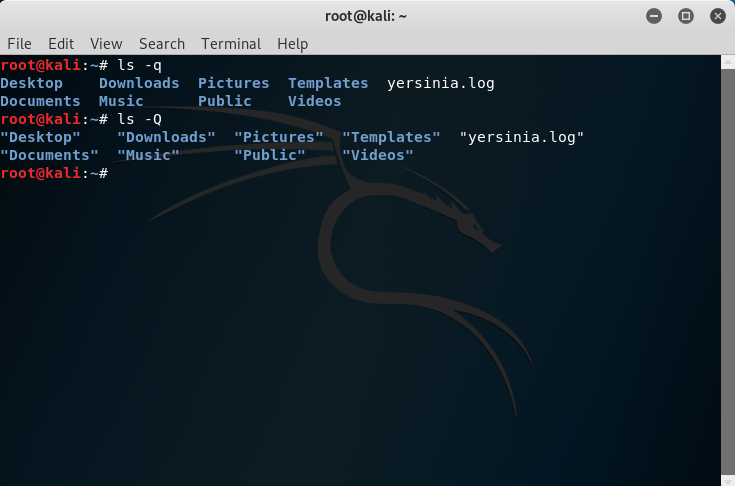 root@kali: ~
File Edit View Search Terminal Help
root@kali:~# ls -q
Desktop    Downloads  Pictures  Templates  yersinia.log
Documents  Music      Public    Videos
root@kali:~# ls -Q
"Desktop"    "Downloads"  "Pictures"  "Templates"  "yersinia.log"
"Documents"  "Music"      "Public"    "Videos"
root@kali:~#